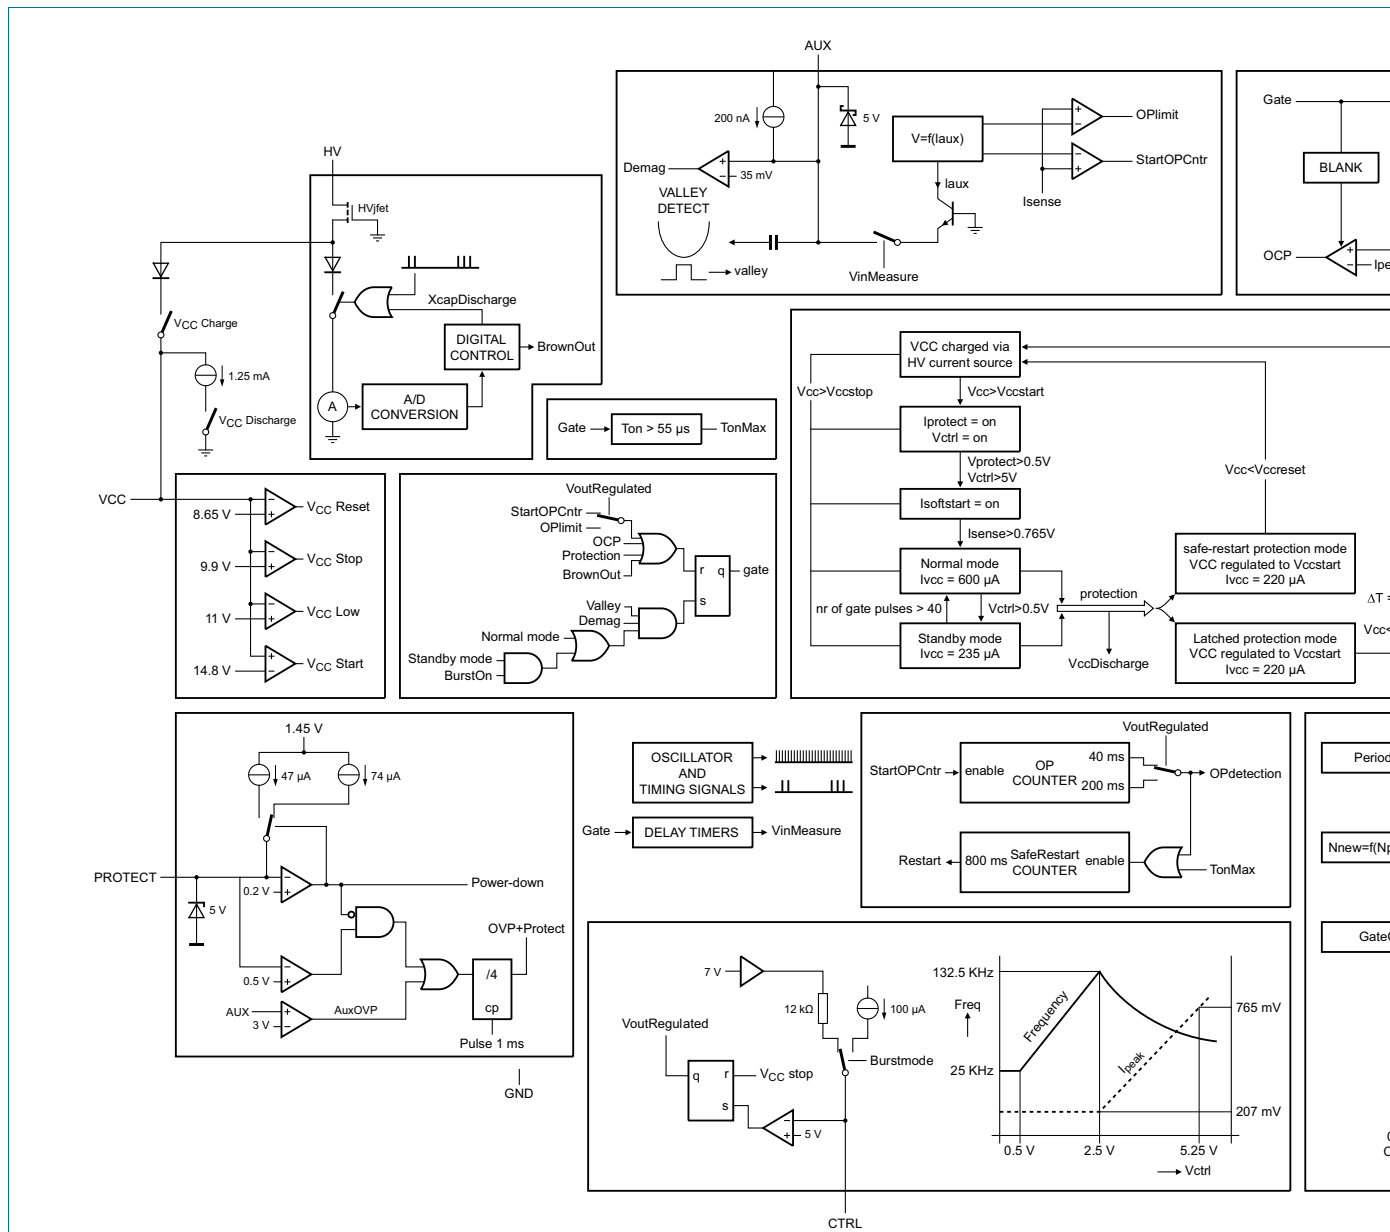 AUX
200 nA
5 V
Demag
35 mV
VALLEY
DETECT
valley
V=f(Iaux)
Iaux
VinMeasure
OPlimit
StartOPCntr
Isense
Gate
BLANK
OCP
HV
HVjfet
XcapDischarge
DIGITAL
CONTROL
BrownOut
A
A/D
CONVERSION
VCC Charge
1.25 mA
VCC Discharge
Gate
Ton > 55 µs
TonMax
VCC
8.65 V
VCC Reset
9.9 V
VCC Stop
11 V
VCC Low
14.8 V
VCC Start
VoutRegulated
StartOPCntr
OPlimit
OCP
Protection
BrownOut
r q
s
gate
Valley
Demag
Normal mode
Standby mode
BurstOn
VCC charged via
HV current source
Vcc>Vccstop
Vcc>Vccstart
Iprotect = on
Vctrl = on
Vprotect>0.5V
Vctrl>5V
Isoftstart = on
Isense>0.765V
Normal mode
Ivcc = 600 µA
nr of gate pulses > 40
Vctrl>0.5V
Standby mode
Ivcc = 235 µA
protection
VccDischarge
Vcc<Vccreset
safe-restart protection mode
VCC regulated to Vccstart
Ivcc = 220 µA
Latched protection mode
VCC regulated to Vccstart
Ivcc = 220 µA
ΔT =
Vcc<
1.45 V
47 µA
74 µA
PROTECT
5 V
0.2 V
Power-down
0.5 V
AUX
3 V
AuxOVP
OVP+Protect
/4
cp
Pulse 1 ms
GND
OSCILLATOR
AND
TIMING SIGNALS
Gate
DELAY TIMERS
VinMeasure
VoutRegulated
StartOPCntr
enable
OP
COUNTER
40 ms
200 ms
OPdetection
Restart
800 ms
SafeRestart
COUNTER
enable
TonMax
Period
Nnew=f(Np
7 V
12 kΩ
100 µA
Burstmode
VoutRegulated
q r
s
VCC stop
5 V
CTRL
132.5 KHz
Freq
25 KHz
Frequency
Ipeak
765 mV
207 mV
0.5 V
2.5 V
5.25 V
Vctrl